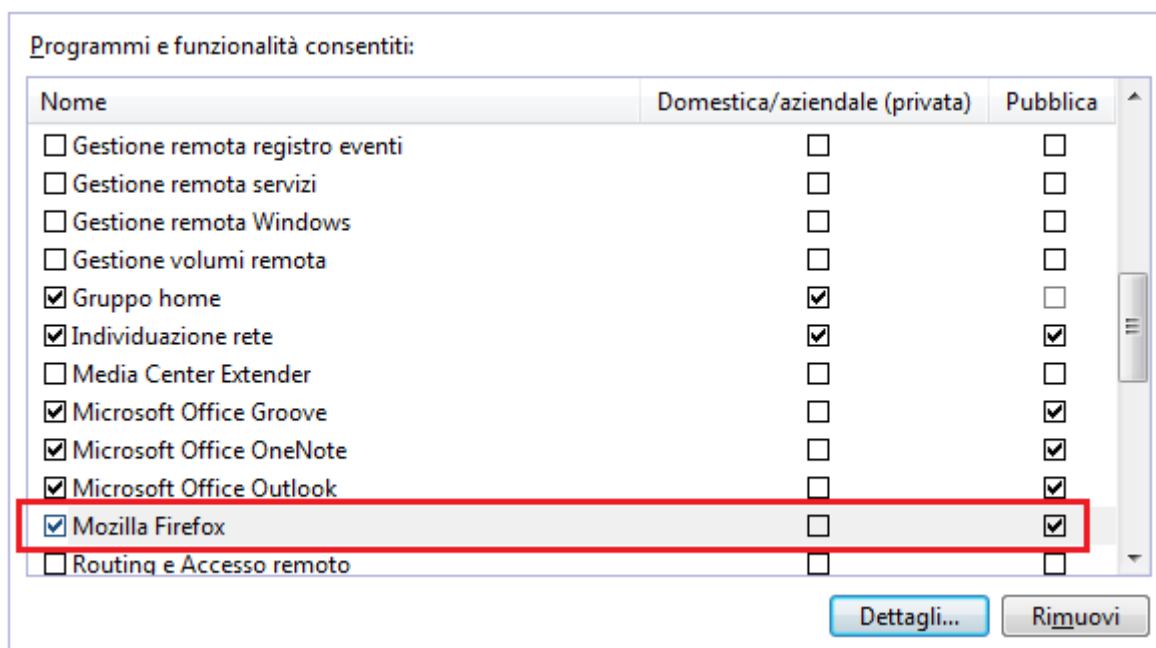 Programmi e funzionalità consentiti:
Nome Domestica/aziendale (privata) Pubblica
Gestione remota registro eventi
Gestione remota servizi
Gestione remota Windows
Gestione volumi remota
Gruppo home
Individuazione rete
Media Center Extender
Microsoft Office Groove
Microsoft Office OneNote
Microsoft Office Outlook
Mozilla Firefox
Routing e Accesso remoto
Dettagli... Rimuovi